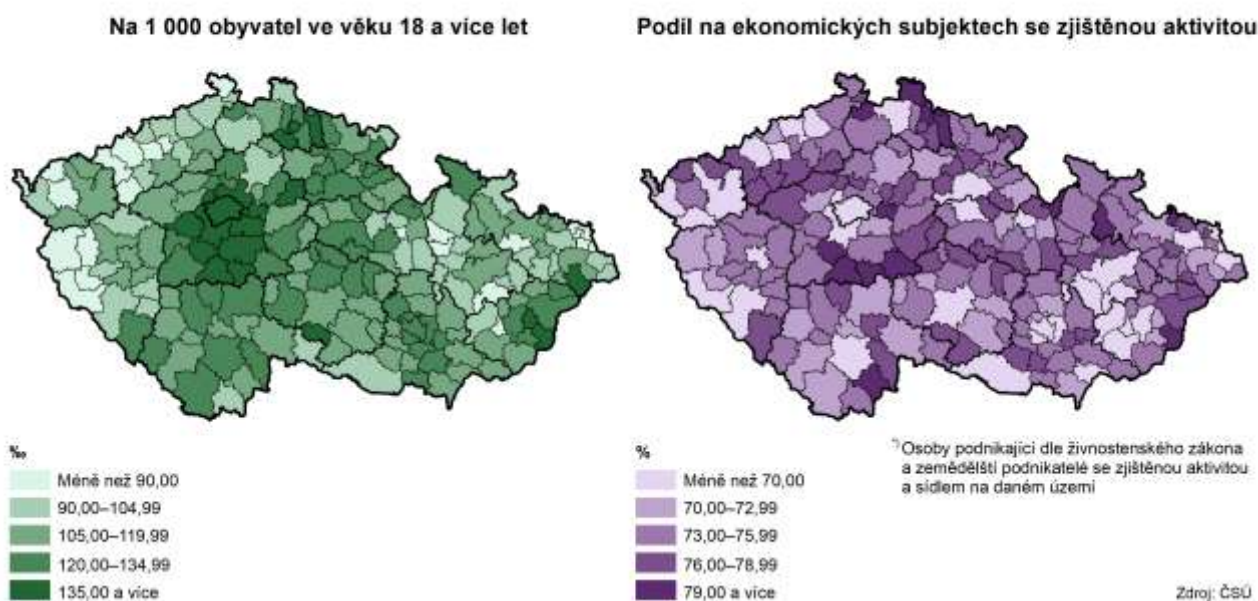 Na 1 000 obyvatel ve věku 18 a více let
Podíl na ekonomických subjektech se zjištěnou aktivitou
‰
Méně než 90,00
90,00–104,99
105,00–119,99
120,00–134,99
135,00 a více
%
Méně než 70,00
70,00–72,99
73,00–75,99
76,00–78,99
79,00 a více
*) Osoby podnikající dle živnostenského zákona
a zemědělští podnikatelé se zjištěnou aktivitou
a sídlem na daném území
Zdroj: ČSÚ